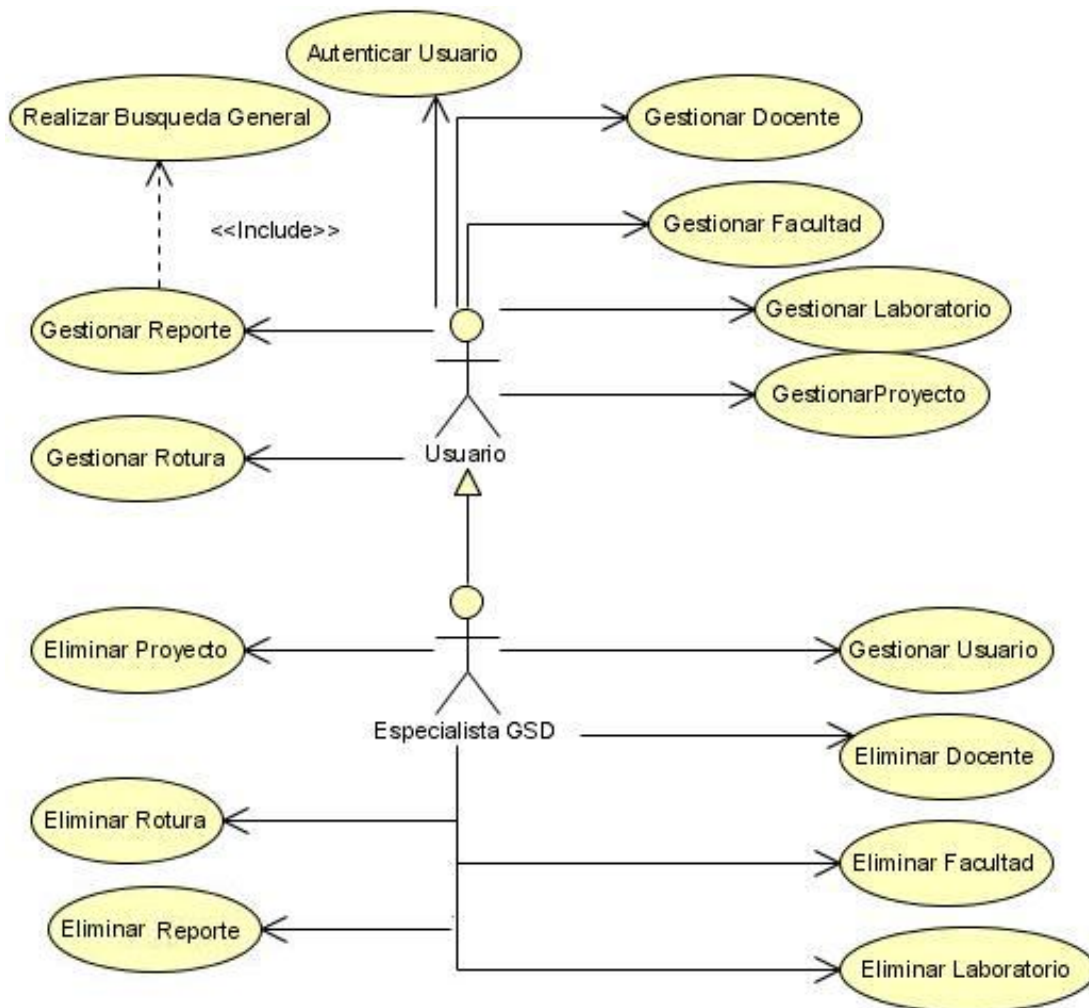 Autenticar Usuario
Realizar Busqueda General
Gestionar Docente
<<Include>>
Gestionar Facultad
Gestionar Reporte
Gestionar Laboratorio
GestionarProyecto
Gestionar Rotura
Usuario
Eliminar Proyecto
Gestionar Usuario
Especialista GSD
Eliminar Docente
Eliminar Rotura
Eliminar Facultad
Eliminar Reporte
Eliminar Laboratorio